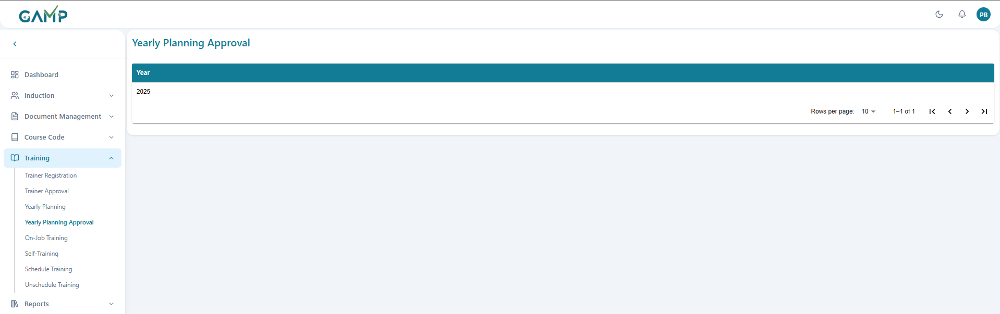 GAMP
PB
Yearly Planning Approval
Year
2025
Rows per page: 10 1–1 of 1
Dashboard
Induction
Document Management
Course Code
Training
Trainer Registration
Trainer Approval
Yearly Planning
Yearly Planning Approval
On-Job Training
Self-Training
Schedule Training
Unschedule Training
Reports